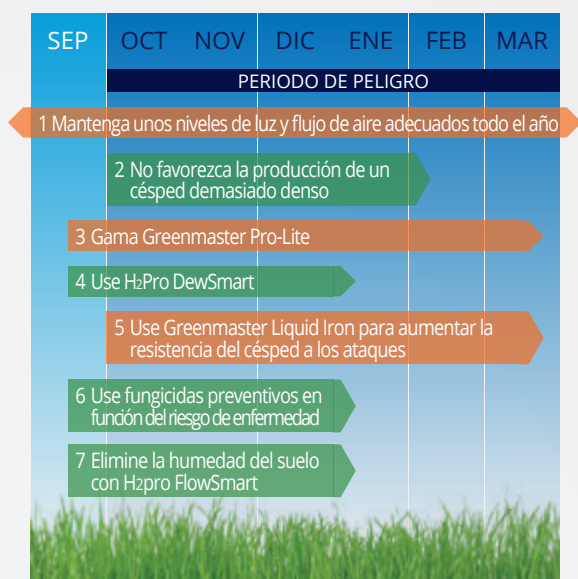 SEP OCT NOV DIC ENE FEB MAR
PERIODO DE PELIGRO
1 Mantenga unos niveles de luz y flujo de aire adecuados todo el año
2 No favorezca la producción de un
césped demasiado denso
3 Gama Greenmaster Pro-Lite
4 Use H₂Pro DewSmart
5 Use Greenmaster Liquid Iron para aumentar la
resistencia del césped a los ataques
6 Use fungicidas preventivos en
función del riesgo de enfermedad
7 Elimine la humedad del suelo
con H₂pro FlowSmart